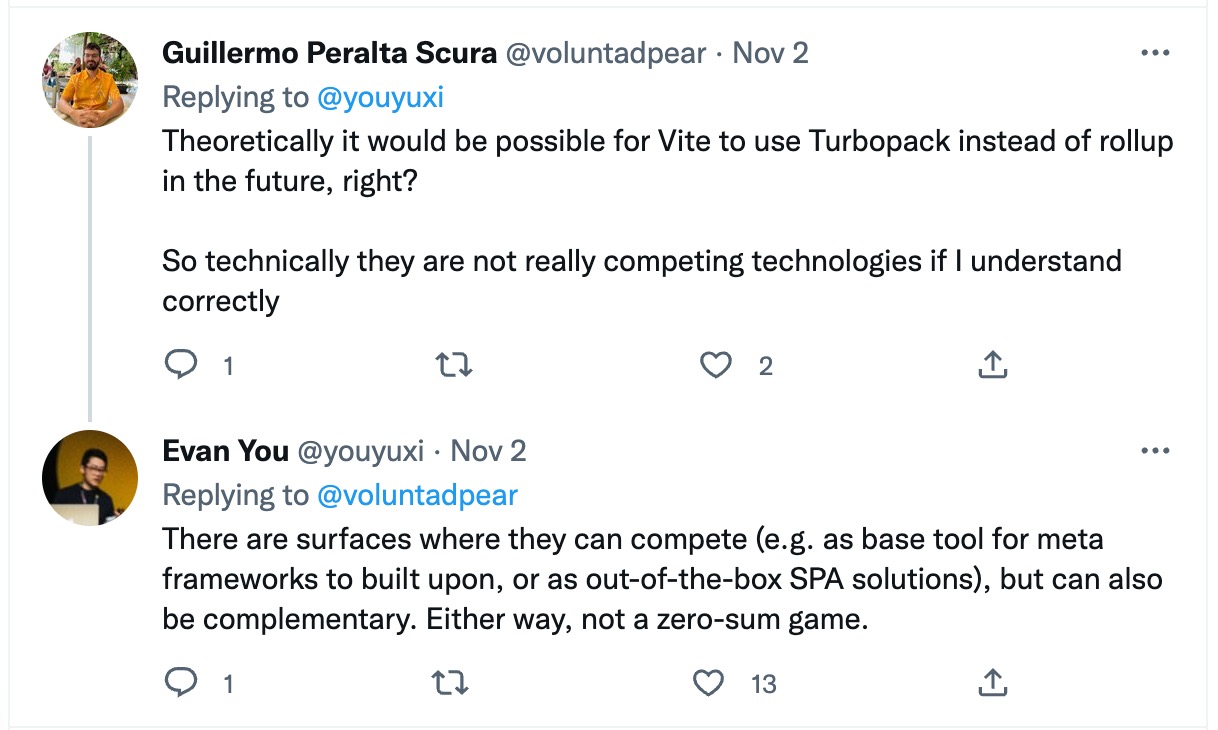 Guillermo Peralta Scura @voluntadpear · Nov 2
Replying to @youyuxi
Theoretically it would be possible for Vite to use Turbopack instead of rollup
in the future, right?
So technically they are not really competing technologies if I understand
correctly
1 2
Evan You @youyuxi · Nov 2
Replying to @voluntadpear
There are surfaces where they can compete (e.g. as base tool for meta
frameworks to built upon, or as out-of-the-box SPA solutions), but can also
be complementary. Either way, not a zero-sum game.
1 13